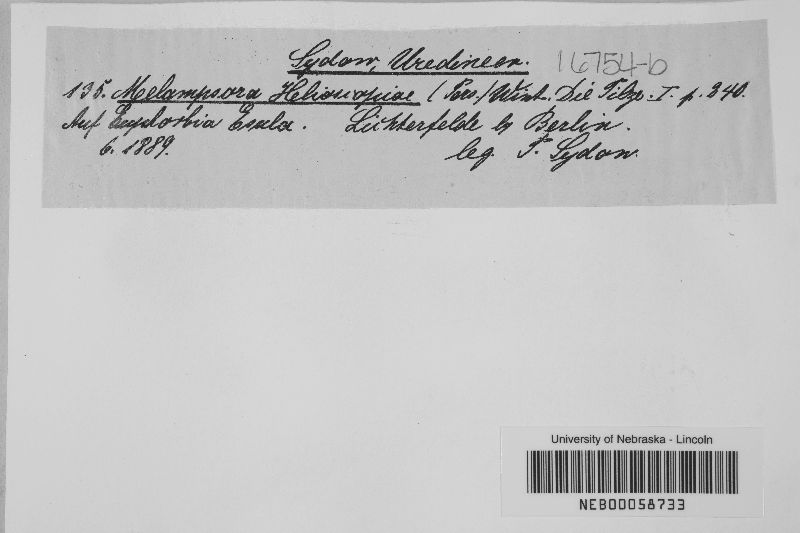 Sydow, Uredineen. 16754-b
135. Melampsora Helioscopiae (Pers.) Wint. Die Pilze. I. p. 240.
Auf Euphorbia Esula. Lichterfelde b. Berlin.
6. 1889. leg. P. Sydow.
University of Nebraska - Lincoln
NEB00058733